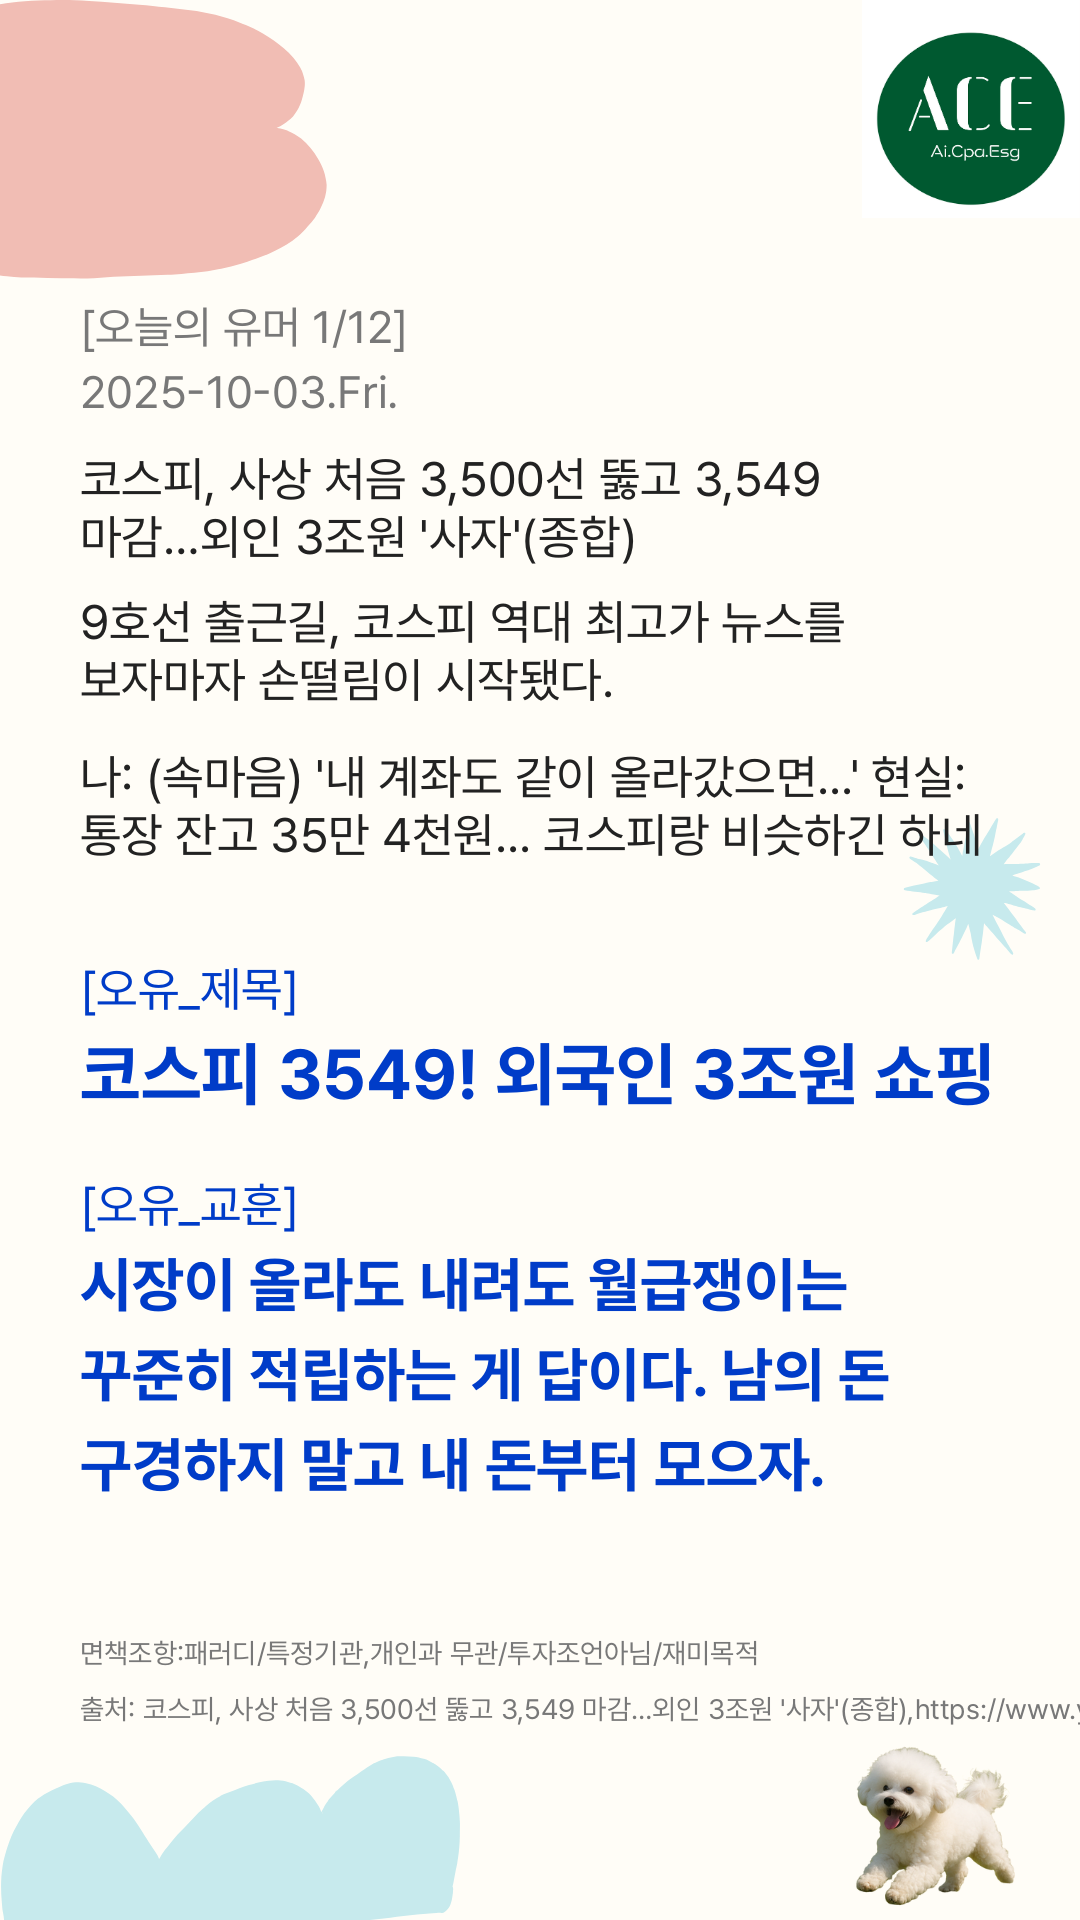 ACE
Ai.Cpa.Esg
[오늘의 유머 1/12]
2025-10-03.Fri.
코스피, 사상 처음 3,500선 뚫고 3,549
마감...외인 3조원 '사자'(종합)
9호선 출근길, 코스피 역대 최고가 뉴스를
보자마자 손떨림이 시작됐다.
나: (속마음) '내 계좌도 같이 올라갔으면...' 현실:
통장 잔고 35만 4천원... 코스피랑 비슷하긴 하네
[오유_제목]
코스피 3549! 외국인 3조원 쇼핑
[오유_교훈]
시장이 올라도 내려도 월급쟁이는
꾸준히 적립하는 게 답이다. 남의 돈
구경하지 말고 내 돈부터 모으자.
면책조항:패러디/특정기관,개인과 무관/투자조언아님/재미목적
출처: 코스피, 사상 처음 3,500선 뚫고 3,549 마감...외인 3조원 '사자'(종합),https://www.